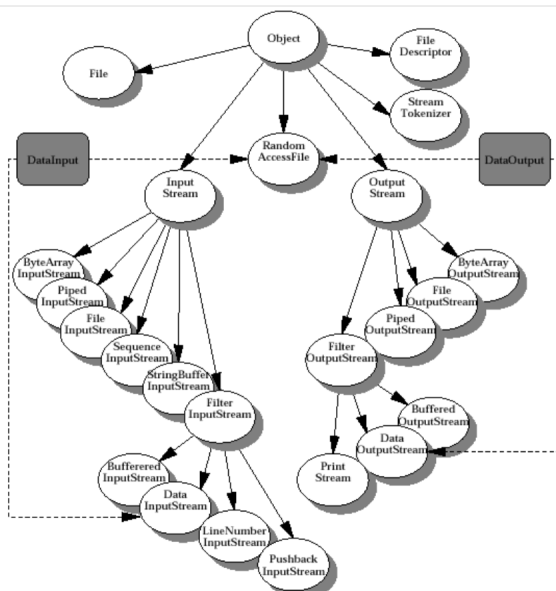 Object
File
Descriptor
File
Stream
Tokenizer
DataInput
Random
AccessFile
DataOutput
Input
Stream
Output
Stream
ByteArray
InputStream
Piped
InputStream
File
InputStream
Sequence
InputStream
StringBuffer
InputStream
Filter
InputStream
ByteArray
OutputStream
File
OutputStream
Piped
OutputStream
Filter
OutputStream
Buffered
OutputStream
Data
OutputStream
Print
Stream
Bufferered
InputStream
Data
InputStream
LineNumber
InputStream
Pushback
InputStream